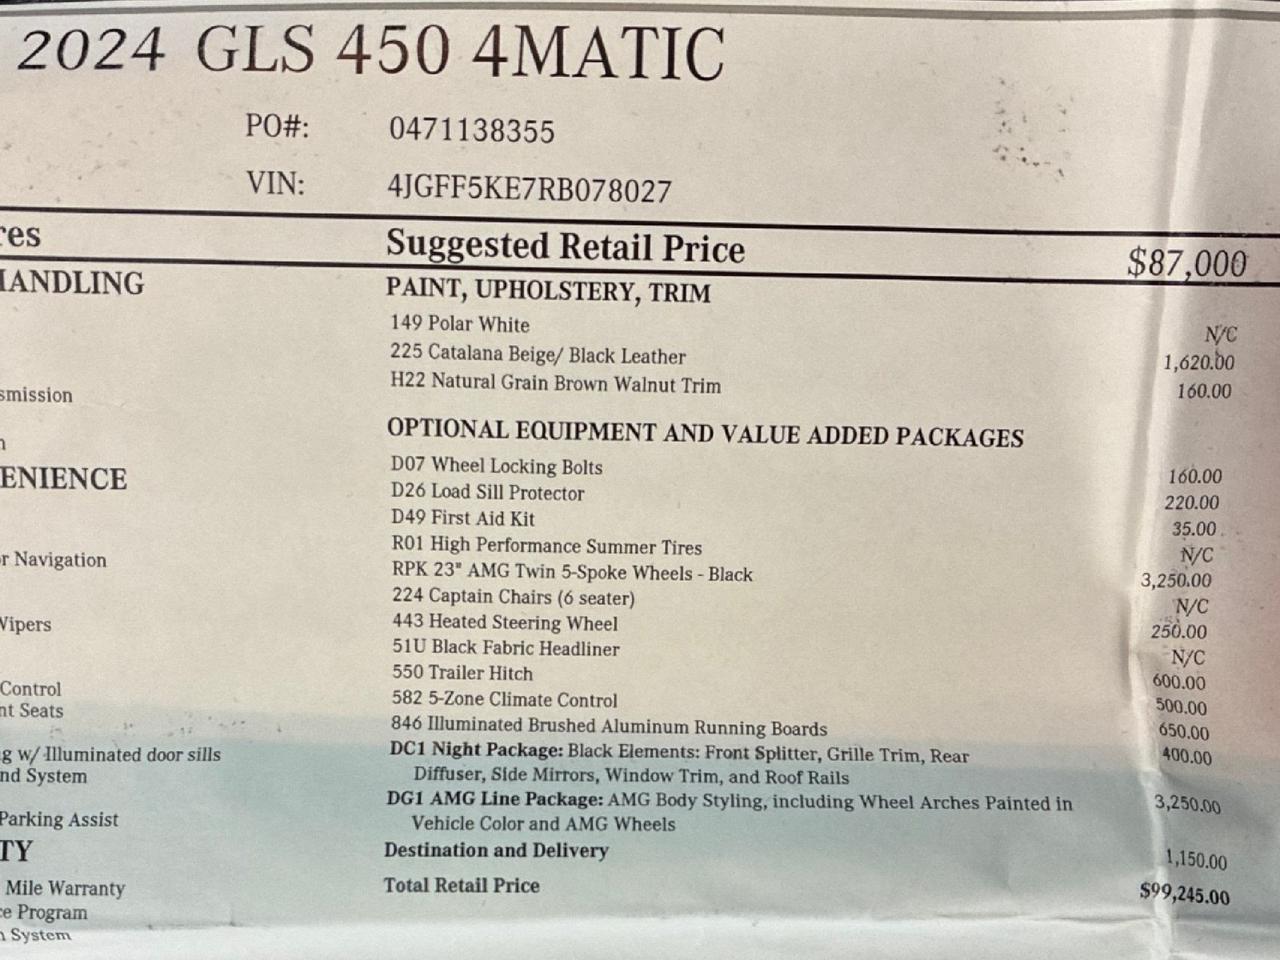 2024 GLS 450 4MATIC
PO#: 0471138355
VIN: 4JGFF5KE7RB078027
res Suggested Retail Price $87,000
HANDLING PAINT, UPHOLSTERY, TRIM
149 Polar White N/C
225 Catalana Beige/ Black Leather 1,620.00
smission H22 Natural Grain Brown Walnut Trim 160.00
n OPTIONAL EQUIPMENT AND VALUE ADDED PACKAGES
ENIENCE D07 Wheel Locking Bolts 160.00
D26 Load Sill Protector 220.00
D49 First Aid Kit 35.00
R01 High Performance Summer Tires N/C
r Navigation RPK 23" AMG Twin 5-Spoke Wheels - Black 3,250.00
224 Captain Chairs (6 seater) N/C
Wipers 443 Heated Steering Wheel 250.00
51U Black Fabric Headliner N/C
550 Trailer Hitch 600.00
Control 582 5-Zone Climate Control 500.00
nt Seats 846 Illuminated Brushed Aluminum Running Boards 650.00
g w/ Illuminated door sills DC1 Night Package: Black Elements: Front Splitter, Grille Trim, Rear 400.00
nd System Diffuser, Side Mirrors, Window Trim, and Roof Rails
DG1 AMG Line Package: AMG Body Styling, including Wheel Arches Painted in 3,250.00
Parking Assist Vehicle Color and AMG Wheels
TY Destination and Delivery 1,150.00
Mile Warranty Total Retail Price $99,245.00
ce Program
n System